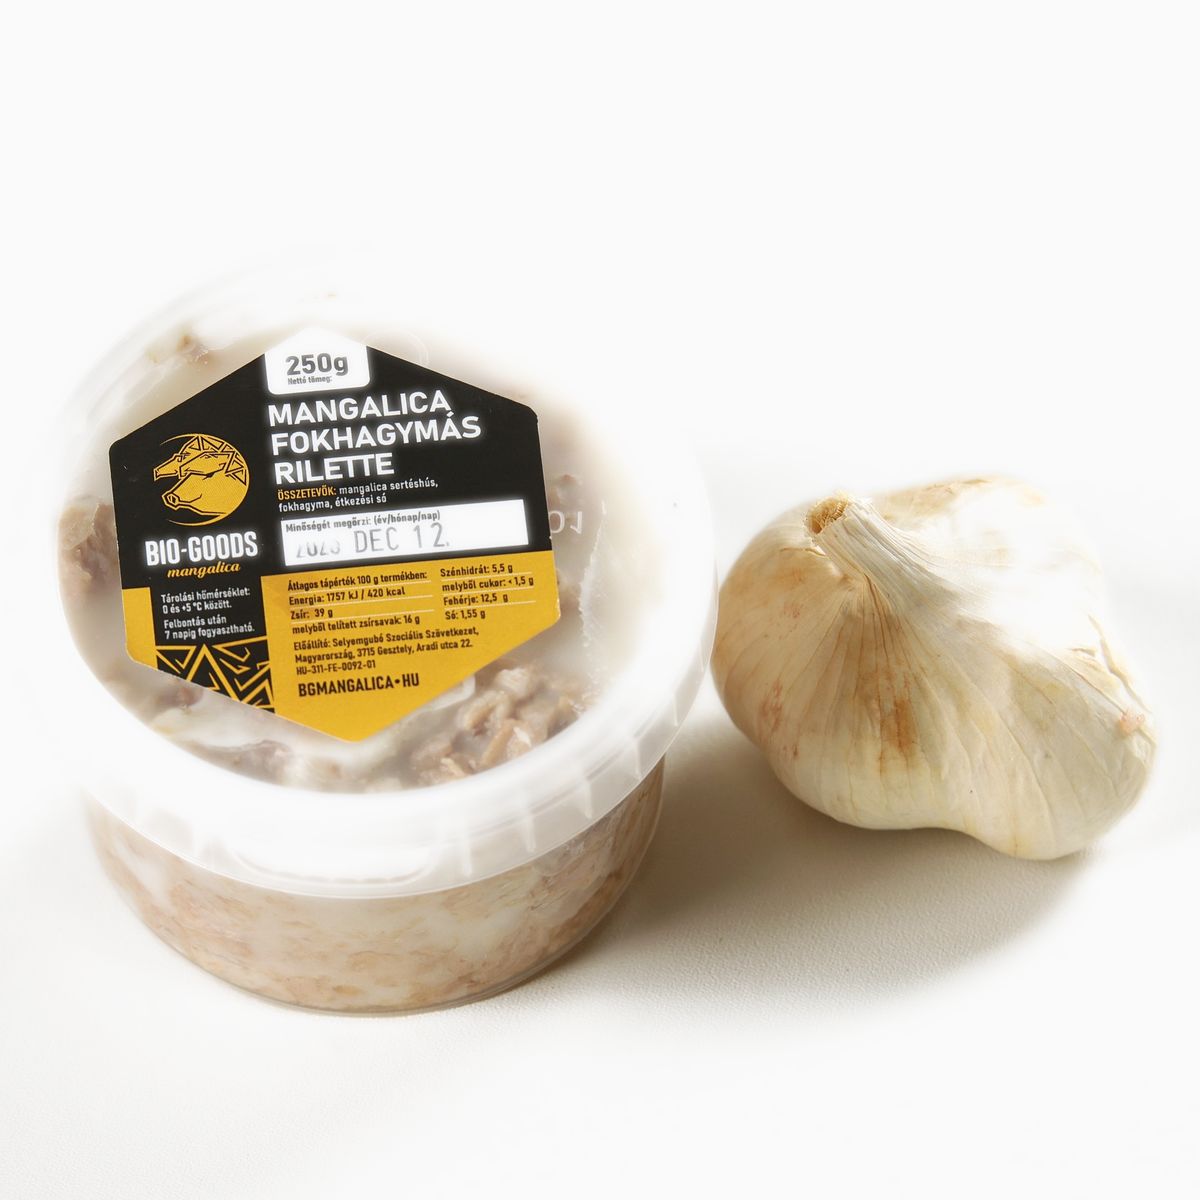 250g
Nettó tömeg:
MANGALICA
FOKHAGYMÁS
RILETTE
ÖSSZETEVŐK: mangalica sertéshús,
fokhagyma, étkezési só
Minőségét megőrzi: (év/hónap/nap)
DEC 12.
BIO-GOODS
mangalica
Tárolási hőmérséklet:
0 és +5 °C között.
Felbontás után
7 napig fogyasztható.
Átlagos tápérték 100 g termékben:
Energia: 1757 kJ / 420 kcal
Zsír: 39 g
melyből telített zsírsavak: 16 g
Szénhidrát: 5,5 g
melyből cukor: < 1,5 g
Fehérje: 12,5 g
Só: 1,55 g
Előállító: Selyemgubó Szociális Szövetkezet,
Magyarország, 3715 Gesztely, Aradi utca 22.
HU-311-FE-0092-01
BGMANGALICA•HU